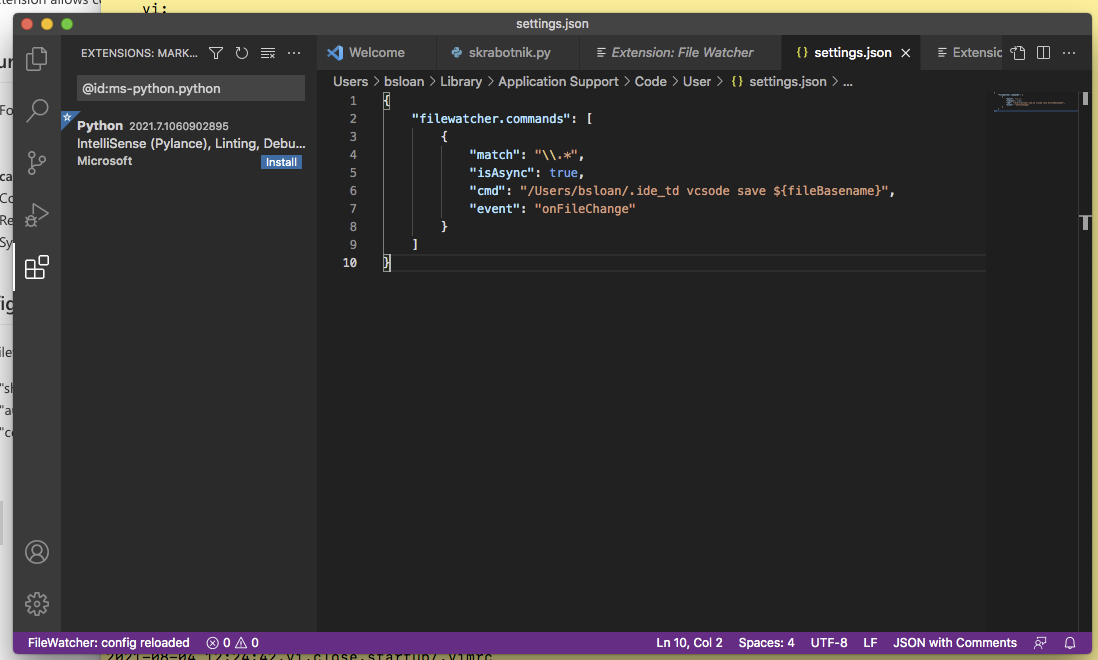 tension allows c
vi:
settings.json
EXTENSIONS: MARK...
Welcome
skrabotnik.py
Extension: File Watcher
{} settings.json
Extensic
@id:ms-python.python
Users > bsloan > Library > Application Support > Code > User > {} settings.json > ...
Python 2021.7.1060902895
IntelliSense (Pylance), Linting, Debu...
Microsoft
Install
1 {
2 "filewatcher.commands": [
3 {
4 "match": "\\.*",
5 "isAsync": true,
6 "cmd": "/Users/bsloan/.ide_td vcsode save ${fileBasename}",
7 "event": "onFileChange"
8 }
9 ]
10 }
FileWatcher: config reloaded
0
0
Ln 10, Col 2
Spaces: 4
UTF-8
LF
JSON with Comments
2021-08-04 12:24:42.vi.close.startup/.vimrc